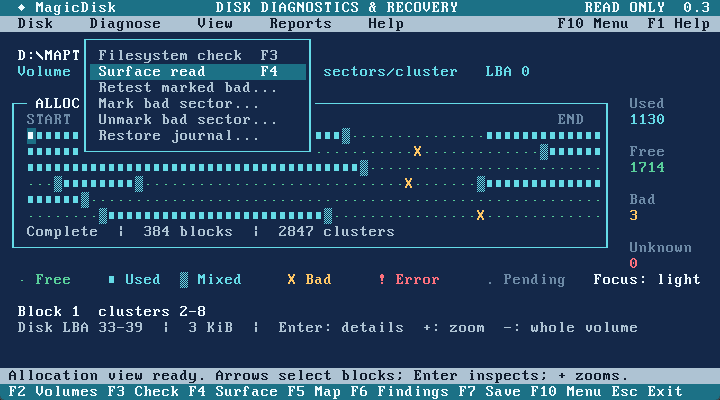 ◆ MagicDisk DISK DIAGNOSTICS & RECOVERY READ ONLY 0.3
Disk Diagnose View Reports Help F10 Menu F1 Help
D:\MAPT
Volume sectors/cluster LBA 0
Filesystem check F3
Surface read F4
Retest marked bad...
Mark bad sector...
Unmark bad sector...
Restore journal...
ALLOC
START END
X
X
X
Complete | 384 blocks | 2847 clusters
Used
1130
Free
1714
Bad
3
Unknown
0
· Free ■ Used ▒ Mixed X Bad ! Error . Pending Focus: light
Block 1 clusters 2-8
Disk LBA 33-39 | 3 KiB | Enter: details +: zoom -: whole volume
Allocation view ready. Arrows select blocks; Enter inspects; + zooms.
F2 Volumes F3 Check F4 Surface F5 Map F6 Findings F7 Save F10 Menu Esc Exit